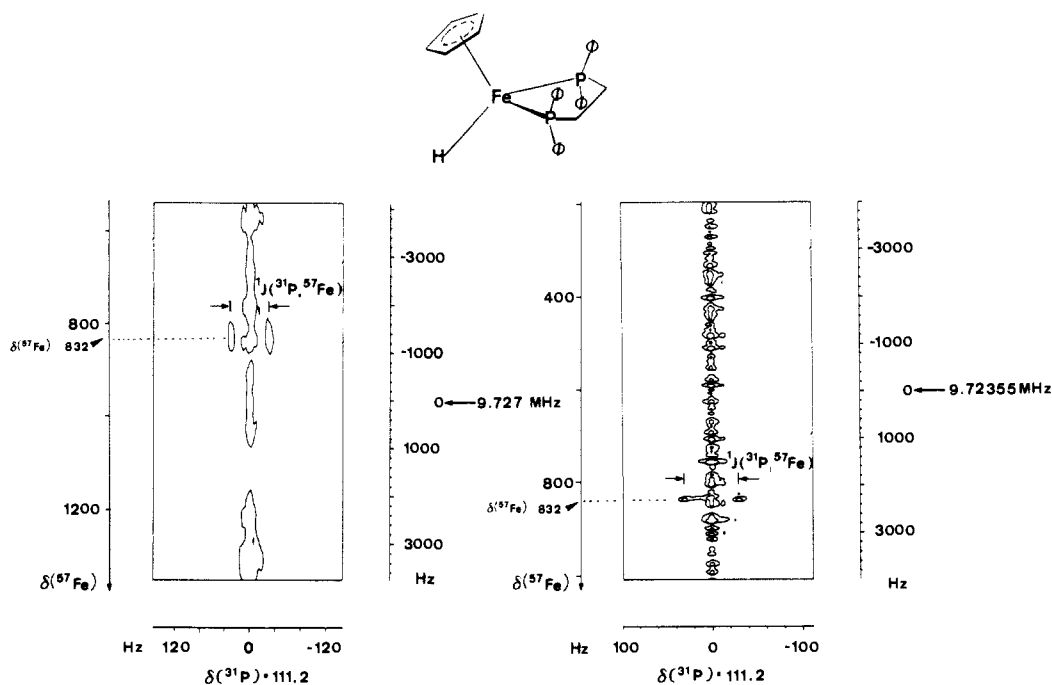 Ø
P
Ø
Fe
Ø
P
Ø
H
-3000
¹J(³¹P,⁵⁷Fe)
800
δ(⁵⁷Fe) 832
-1000
0 9.727 MHz
1000
1200
3000
δ(⁵⁷Fe)
Hz
Hz 120 0 -120
δ(³¹P)·111.2
-3000
400
-1000
0 9.72355MHz
1000
¹J(³¹P,⁵⁷Fe)
800
δ(⁵⁷Fe) 832
3000
δ(⁵⁷Fe)
Hz
Hz 100 0 -100
δ(³¹P)·111.2